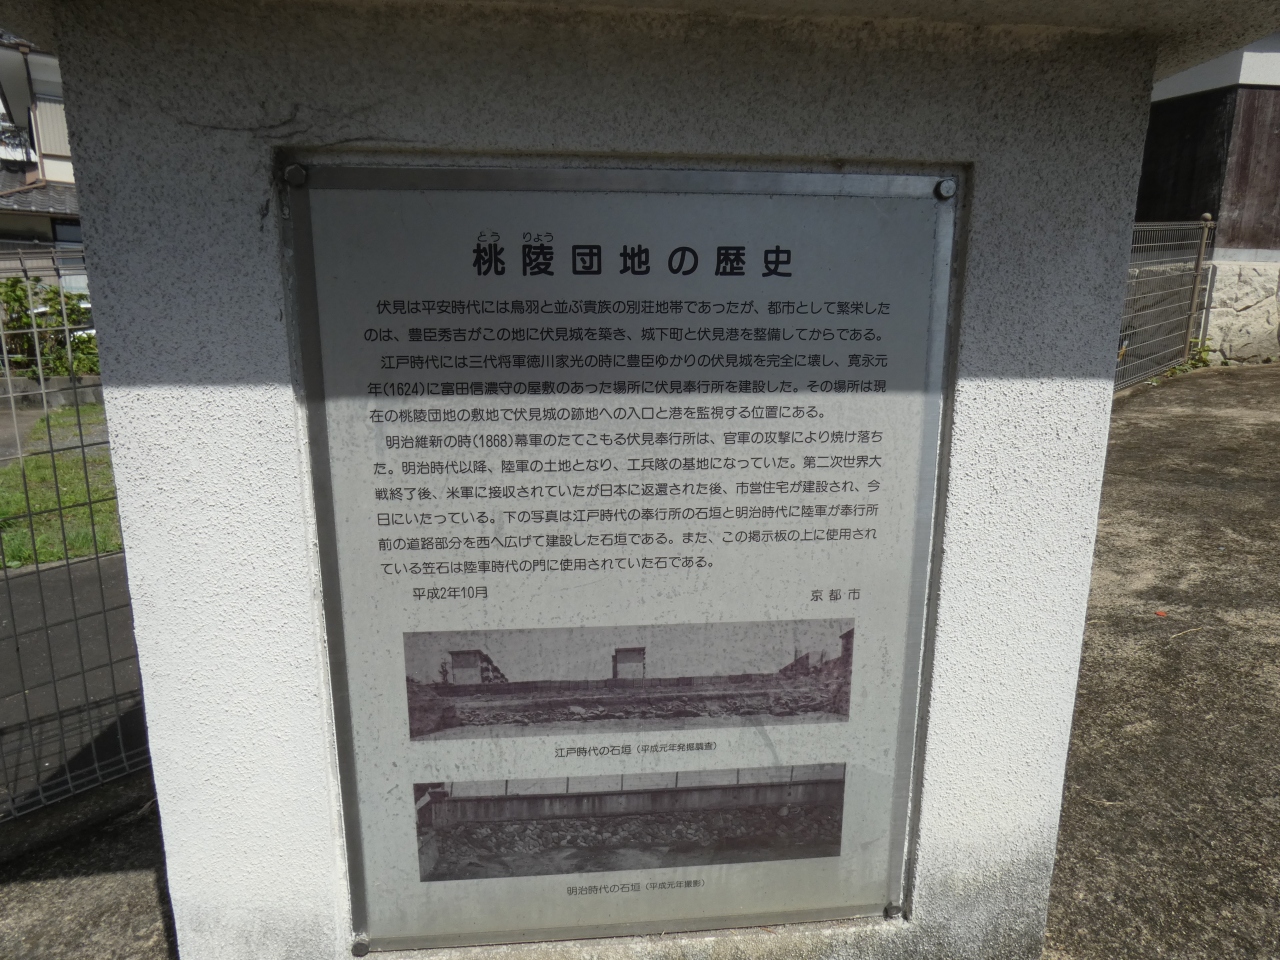 とう りょう
桃陵団地の歴史
伏見は平安時代には鳥羽と並ぶ貴族の別荘地帯であったが、都市として繁栄した
のは、豊臣秀吉がこの地に伏見城を築き、城下町と伏見港を整備してからである。
江戸時代には三代将軍徳川家光の時に豊臣ゆかりの伏見城を完全に壊し、寛永元
年(1624)に富田信濃守の屋敷のあった場所に伏見奉行所を建設した。その場所は現
在の桃陵団地の敷地で伏見城の跡地への入口と港を監視する位置にある。
明治維新の時(1868)幕軍のたてこもる伏見奉行所は、官軍の攻撃により焼け落ち
た。明治時代以降、陸軍の土地となり、工兵隊の基地になっていた。第二次世界大
戦終了後、米軍に接収されていたが日本に返還された後、市営住宅が建設され、今
日にいたっている。下の写真は江戸時代の奉行所の石垣と明治時代に陸軍が奉行所
前の道路部分を西へ広げて建設した石垣である。また、この掲示板の上に使用され
ている笠石は陸軍時代の門に使用されていた石である。
平成2年10月 京都市
江戸時代の石垣（平成元年発掘調査）
明治時代の石垣（平成元年撮影）